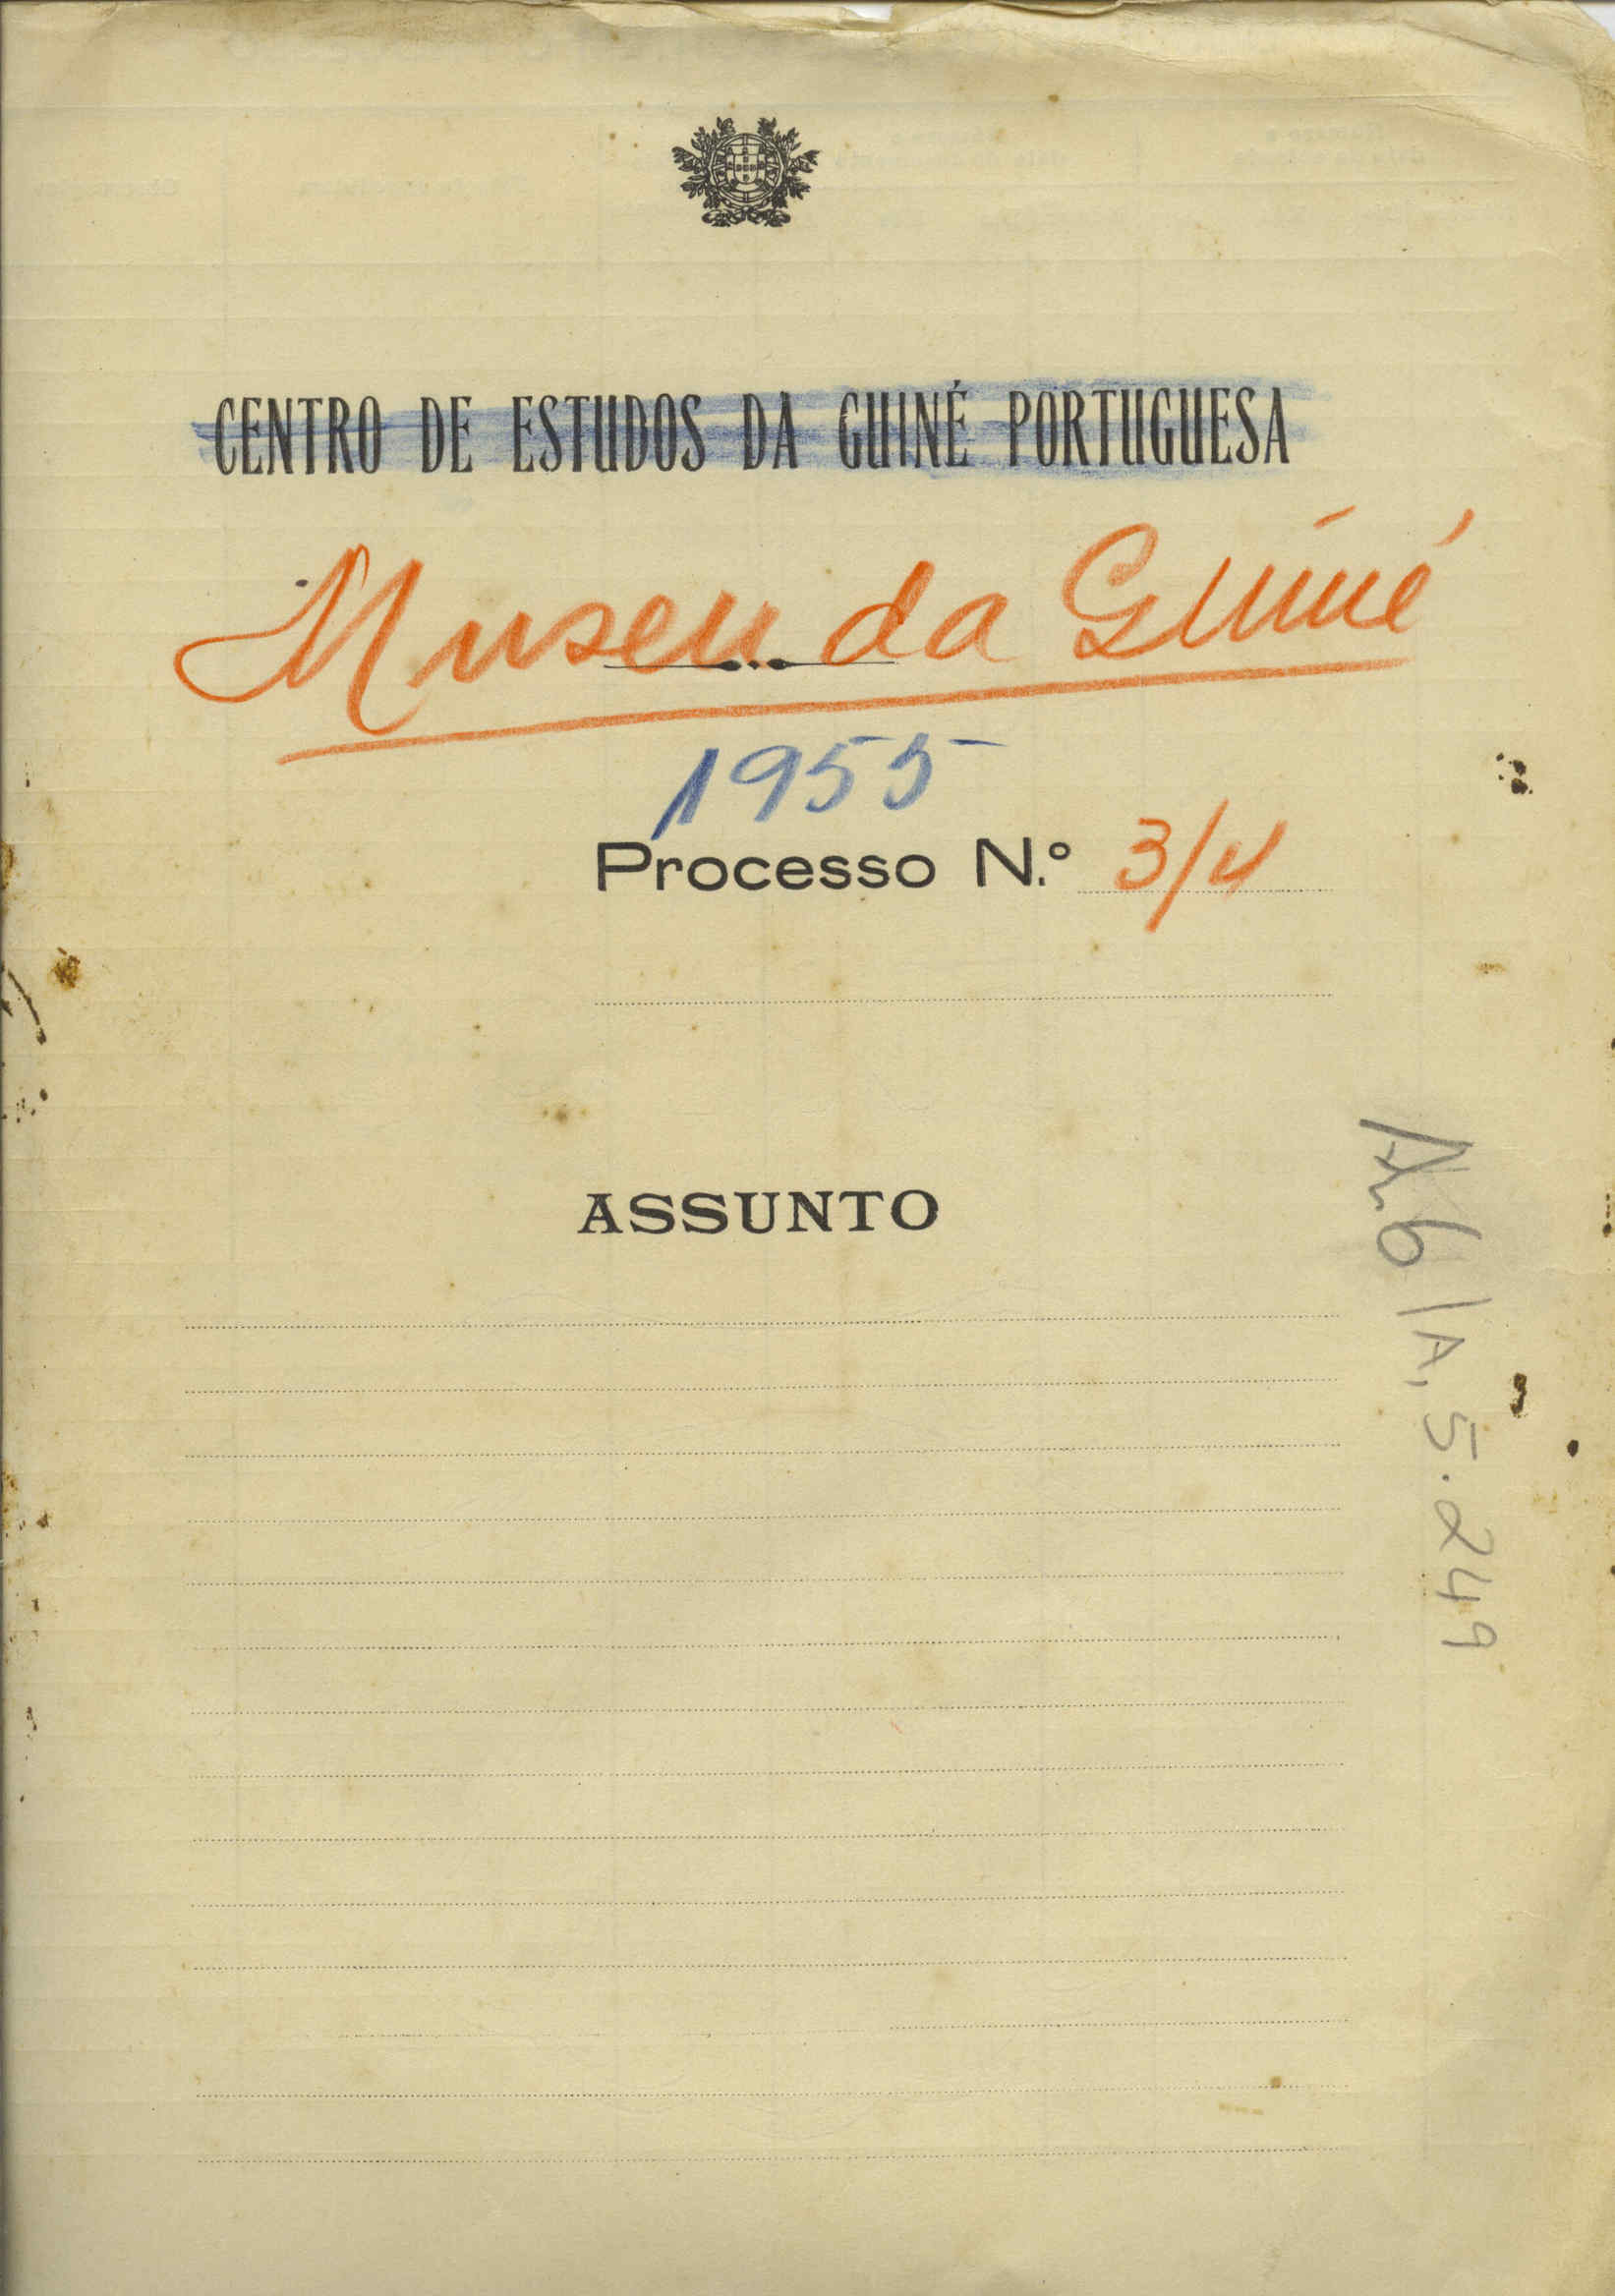 CENTRO DE ESTUDOS DA GUINÉ PORTUGUESA
Museu da Guiné
1955
Processo N.º 3/4
ASSUNTO
A6/A, 5.249